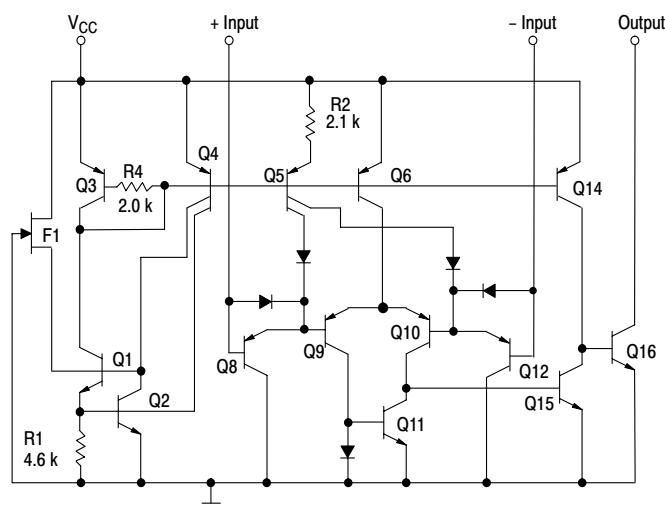 VCC
+ Input
– Input
Output
R2
2.1 k
Q4
Q3
R4
Q5
Q6
Q14
2.0 k
F1
Q1
Q8
Q9
Q10
Q12
Q16
Q2
Q15
Q11
R1
4.6 k